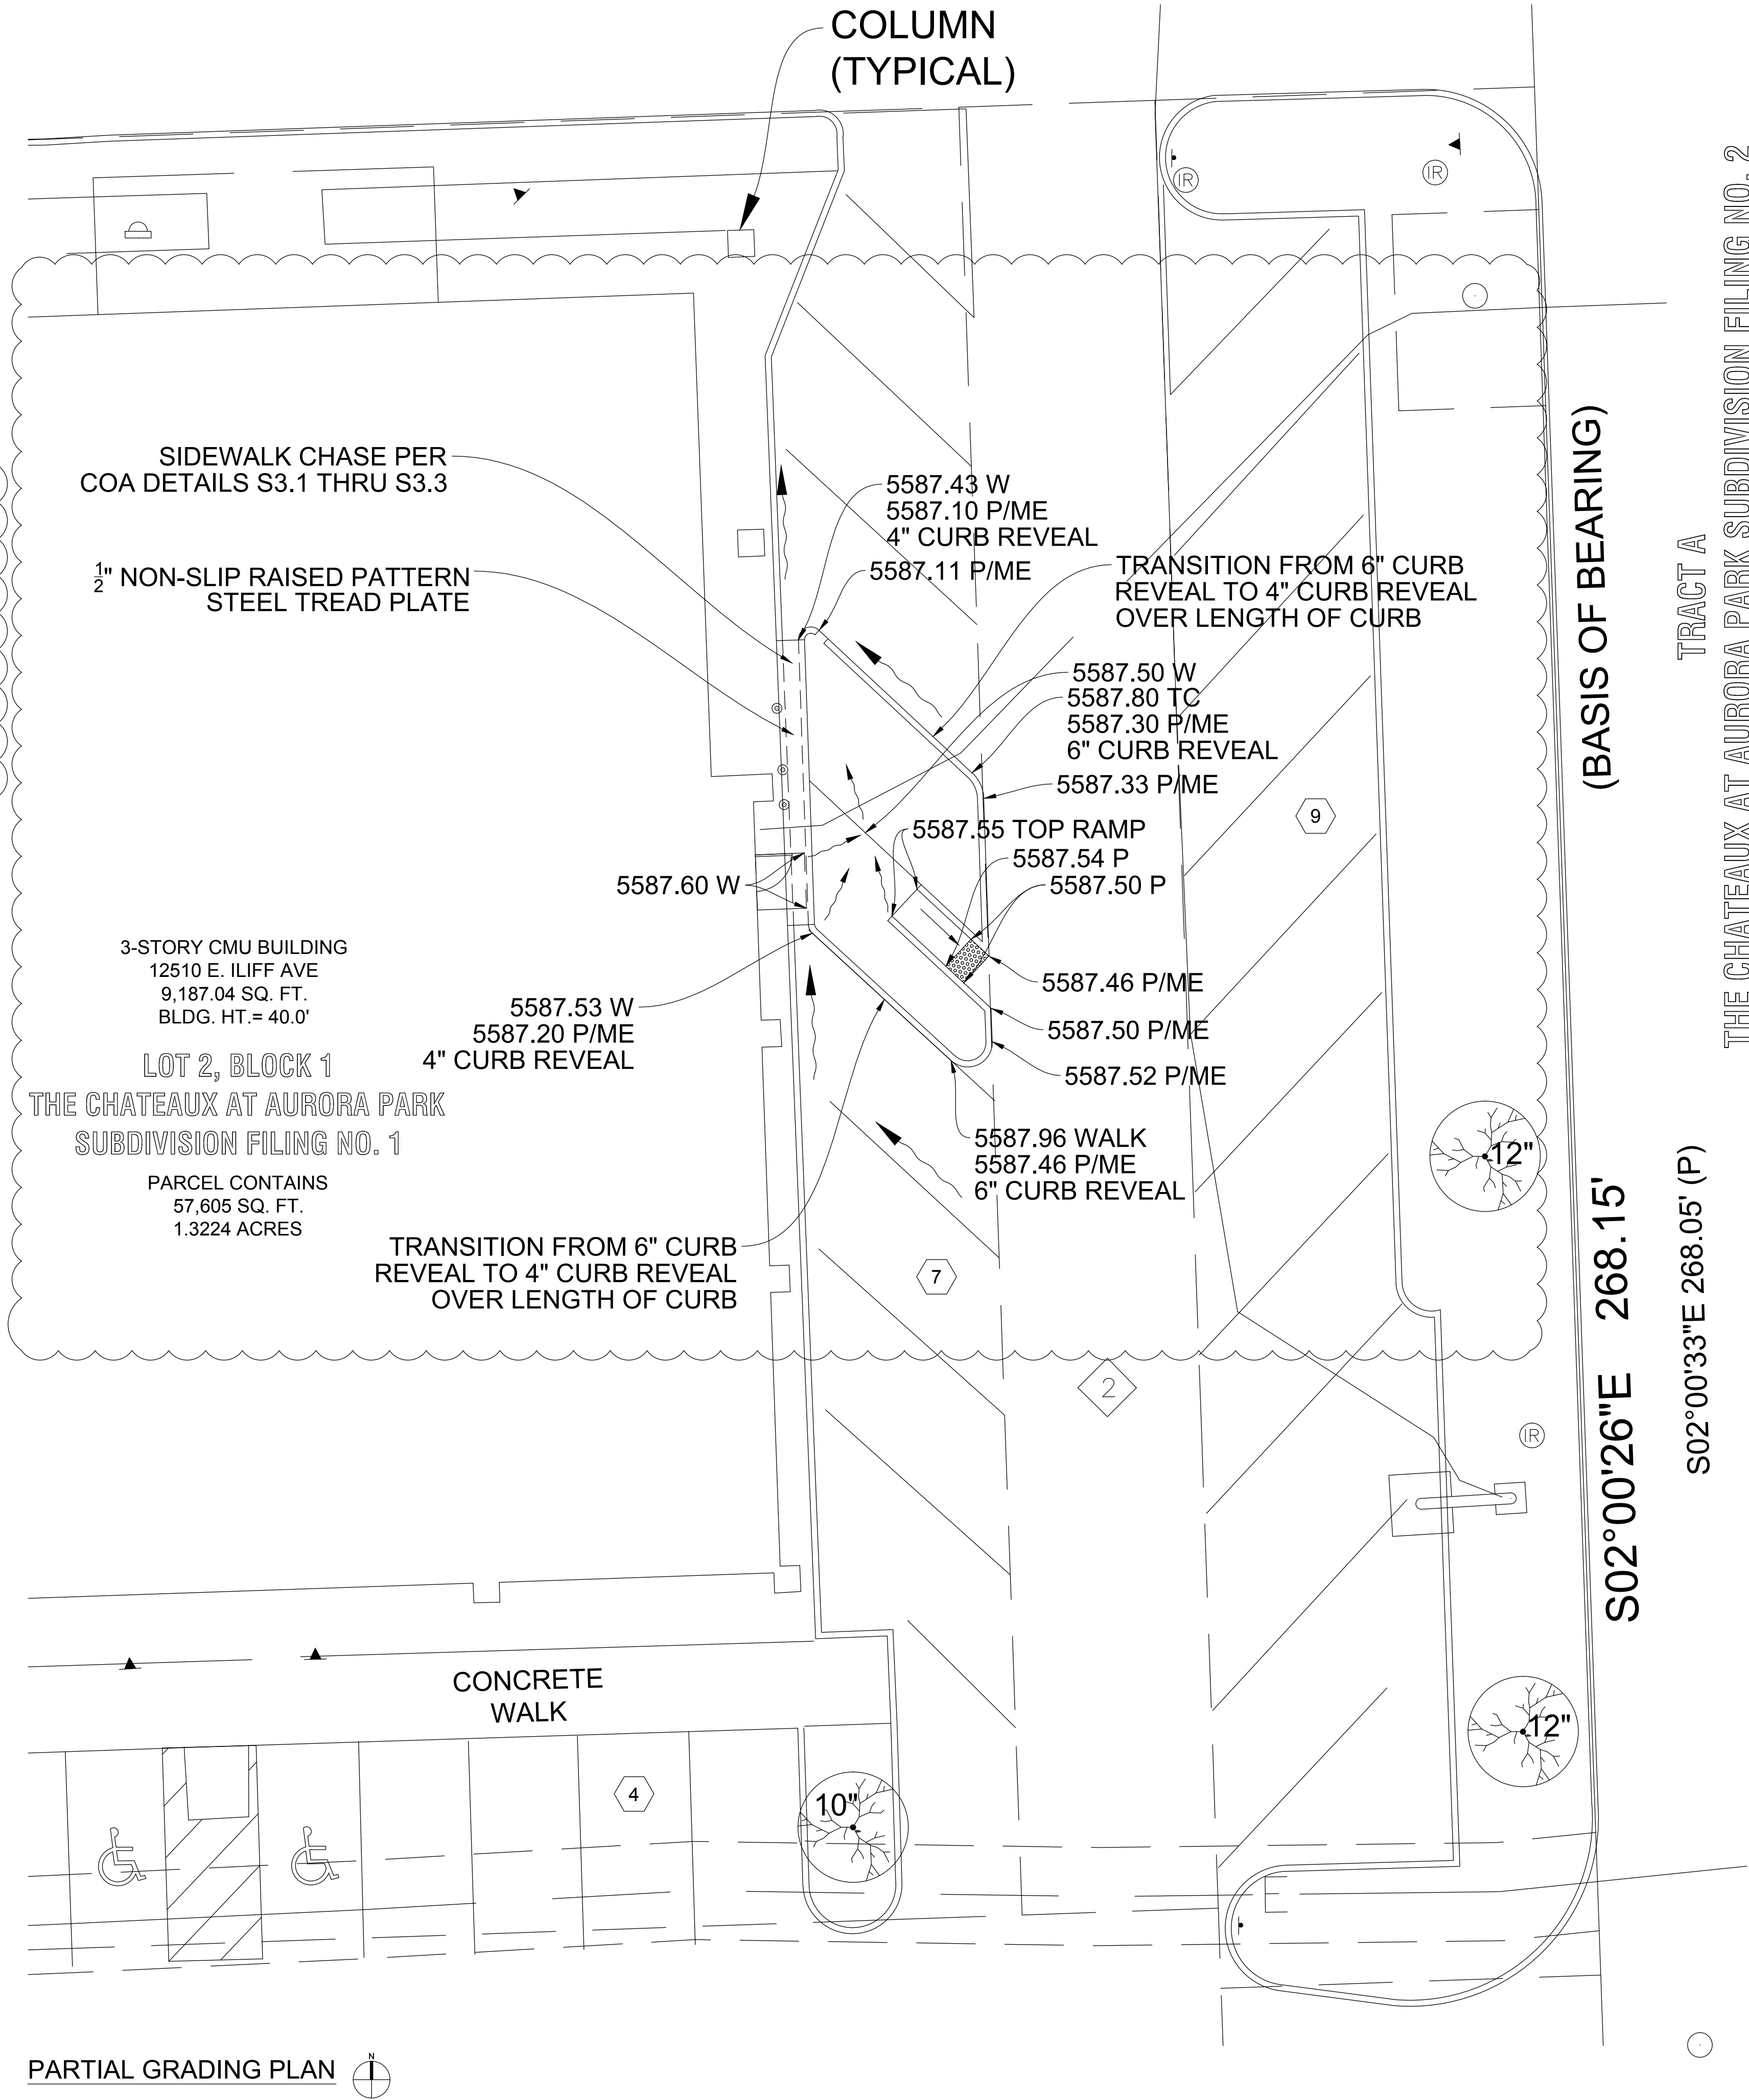 COLUMN
(TYPICAL)
IR
IR
SIDEWALK CHASE PER
COA DETAILS S3.1 THRU S3.3
½" NON-SLIP RAISED PATTERN
STEEL TREAD PLATE
5587.43 W
5587.10 P/ME
4" CURB REVEAL
5587.11 P/ME
TRANSITION FROM 6" CURB
REVEAL TO 4" CURB REVEAL
OVER LENGTH OF CURB
5587.50 W
5587.80 TC
5587.30 P/ME
6" CURB REVEAL
5587.33 P/ME
9
5587.55 TOP RAMP
5587.54 P
5587.50 P
5587.60 W
5587.46 P/ME
5587.50 P/ME
5587.52 P/ME
3-STORY CMU BUILDING
12510 E. ILIFF AVE
9,187.04 SQ. FT.
BLDG. HT.= 40.0'
5587.53 W
5587.20 P/ME
4" CURB REVEAL
LOT 2, BLOCK 1
THE CHATEAUX AT AURORA PARK
SUBDIVISION FILING NO. 1
PARCEL CONTAINS
57,605 SQ. FT.
1.3224 ACRES
5587.96 WALK
5587.46 P/ME
6" CURB REVEAL
TRANSITION FROM 6" CURB
REVEAL TO 4" CURB REVEAL
OVER LENGTH OF CURB
7
2
12"
IR
(BASIS OF BEARING)
S02°00'26"E 268.15'
S02°00'33"E 268.05' (P)
TRACT A
THE CHATEAUX AT AURORA PARK SUBDIVISION FILING NO. 2
CONCRETE
WALK
4
10"
12"
PARTIAL GRADING PLAN
N